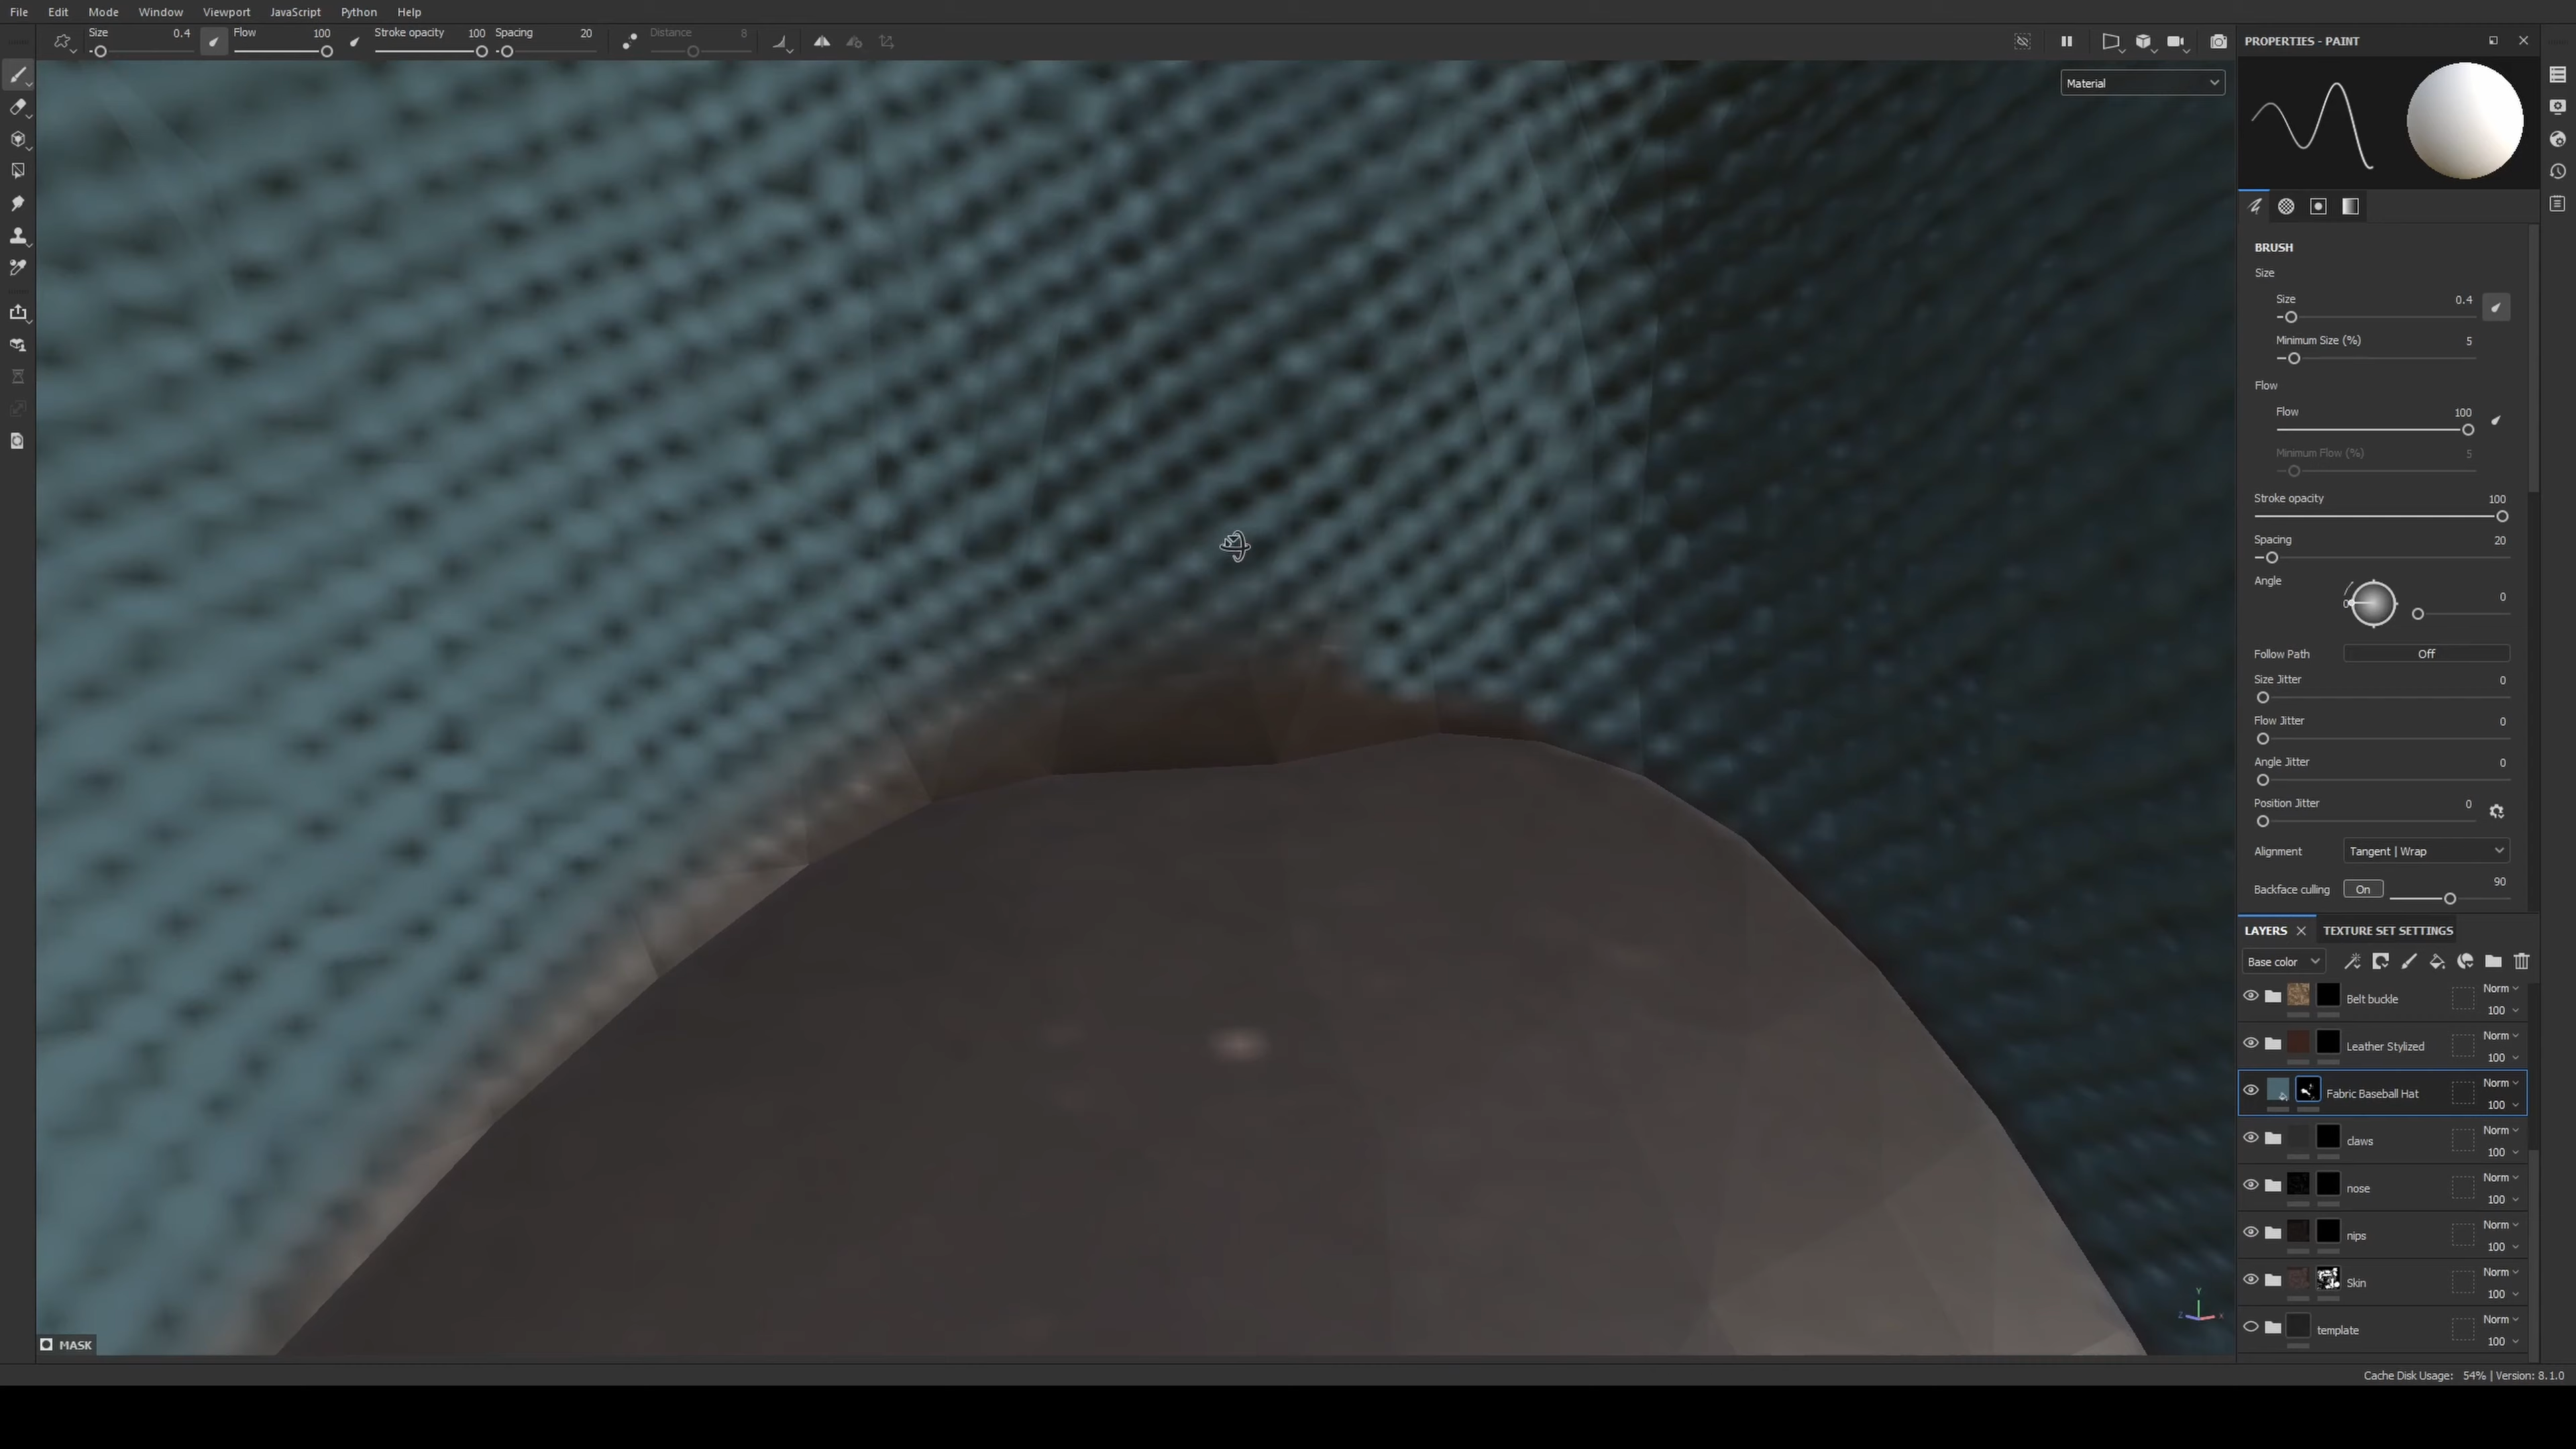 File Edit Mode Window Viewport JavaScript Python Help
Size 0.4 Flow 100 Stroke opacity 100 Spacing 20 Distance 8
Material
PROPERTIES - PAINT
BRUSH
Size
Size 0.4
Minimum Size (%) 5
Flow
Flow 100
Minimum Flow (%) 5
Stroke opacity 100
Spacing 20
Angle 0
0
Follow Path Off
Size Jitter 0
Flow Jitter 0
Angle Jitter 0
Position Jitter 0
Alignment Tangent | Wrap
Backface culling On 90
LAYERS TEXTURE SET SETTINGS
Base color
Belt buckle Norm 100
Leather Stylized Norm 100
Fabric Baseball Hat Norm 100
claws Norm 100
nose Norm 100
nips Norm 100
Skin Norm 100
template Norm 100
Y
Z X
MASK
Cache Disk Usage: 54% | Version: 8.1.0